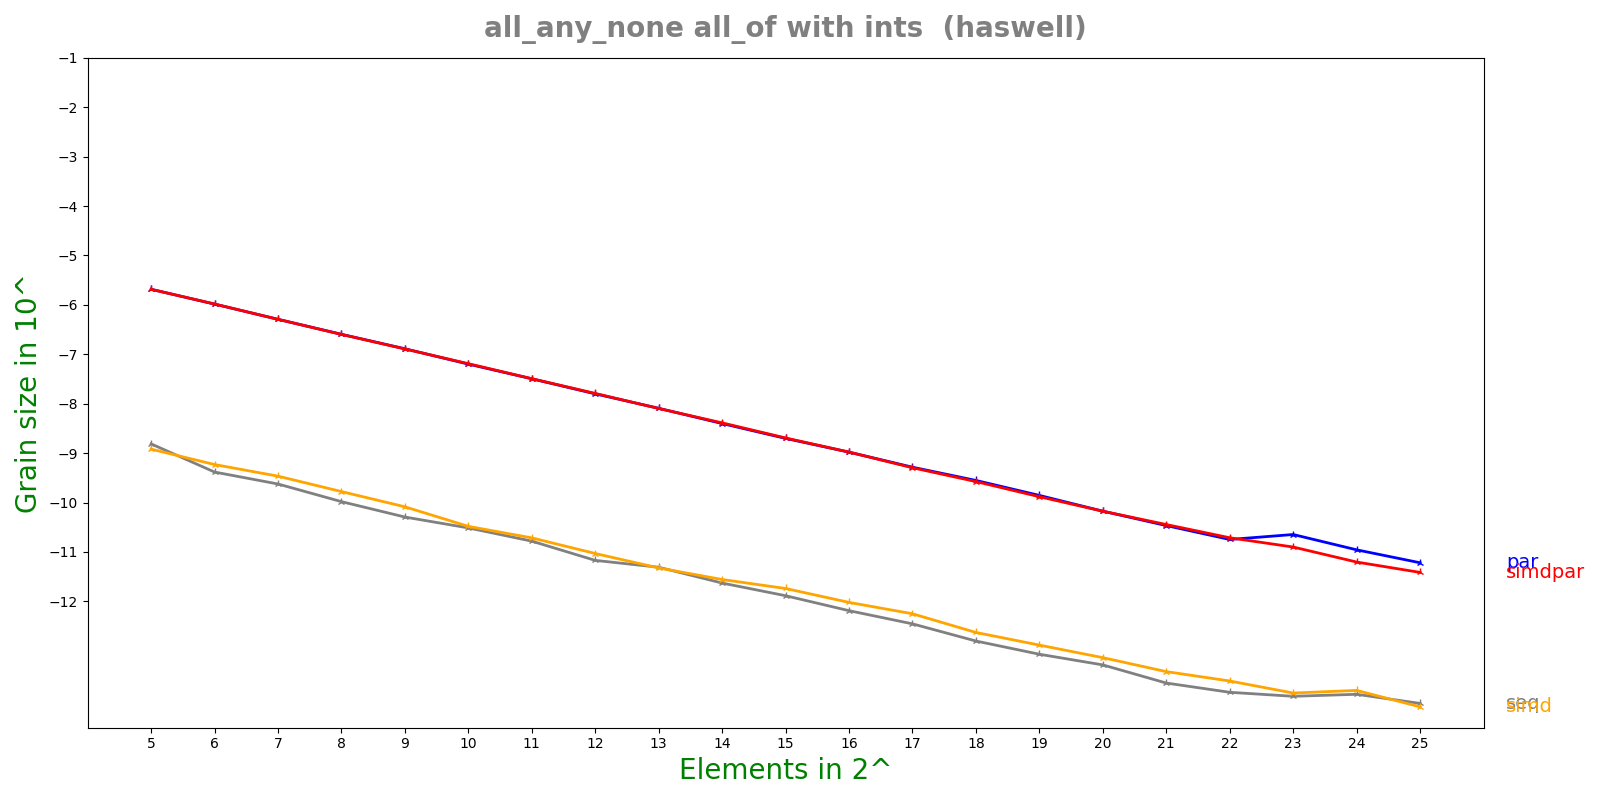 all_any_none all_of with ints (haswell)
Grain size in 10^
−1
−2
−3
−4
−5
−6
−7
−8
−9
−10
−11
−12
par
simdpar
seq
simd
5 6 7 8 9 10 11 12 13 14 15 16 17 18 19 20 21 22 23 24 25
Elements in 2^